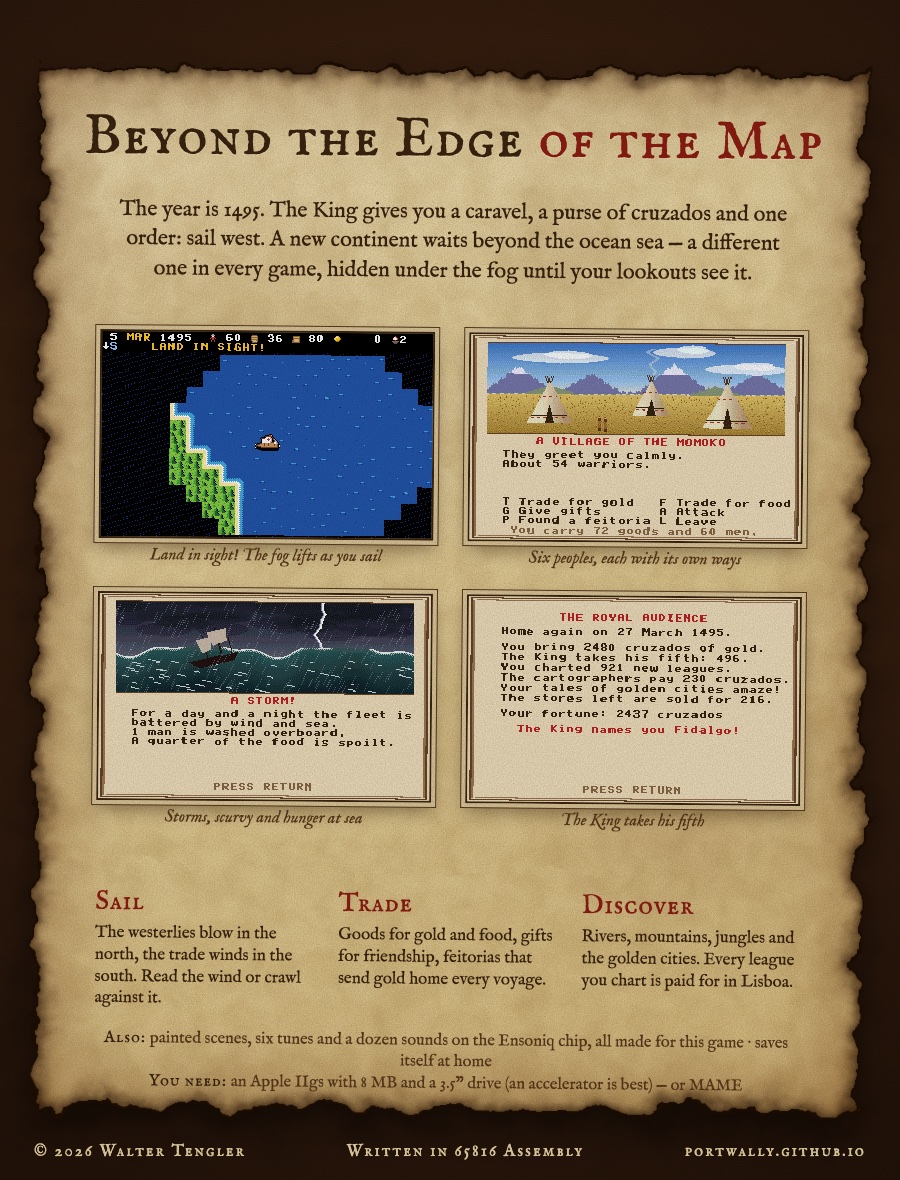 Beyond the Edge of the Map
The year is 1495. The King gives you a caravel, a purse of cruzados and one
order: sail west. A new continent waits beyond the ocean sea — a different
one in every game, hidden under the fog until your lookouts see it.
5 MAR 1495 60 36 80 0 2
↓S LAND IN SIGHT!
Land in sight! The fog lifts as you sail
A VILLAGE OF THE MOMOKO
They greet you calmly.
About 54 warriors.
T Trade for gold F Trade for food
G Give gifts A Attack
P Found a feitoria L Leave
You carry 72 goods and 60 men.
Six peoples, each with its own ways
A STORM!
For a day and a night the fleet is
battered by wind and sea.
1 man is washed overboard.
A quarter of the food is spoilt.
PRESS RETURN
Storms, scurvy and hunger at sea
THE ROYAL AUDIENCE
Home again on 27 March 1495.
You bring 2480 cruzados of gold.
The King takes his fifth: 496.
You charted 921 new leagues.
The cartographers pay 230 cruzados.
Your tales of golden cities amaze!
The stores left are sold for 216.
Your fortune: 2437 cruzados
The King names you Fidalgo!
PRESS RETURN
The King takes his fifth
Sail
The westerlies blow in the
north, the trade winds in the
south. Read the wind or crawl
against it.
Trade
Goods for gold and food, gifts
for friendship, feitorias that
send gold home every voyage.
Discover
Rivers, mountains, jungles and
the golden cities. Every league
you chart is paid for in Lisboa.
Also: painted scenes, six tunes and a dozen sounds on the Ensoniq chip, all made for this game · saves
itself at home
You need: an Apple IIgs with 8 MB and a 3.5” drive (an accelerator is best) — or MAME
© 2026 Walter Tengler
Written in 65816 Assembly
portwally.github.io